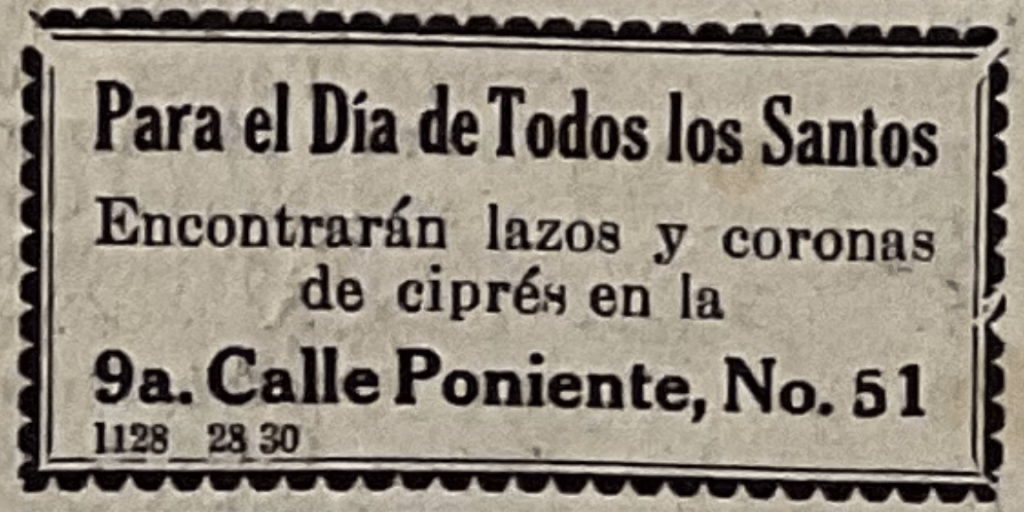 Para el Día de Todos los Santos
Encontrarán lazos y coronas
de ciprés en la
9a. Calle Poniente, No. 51
1128 28 30